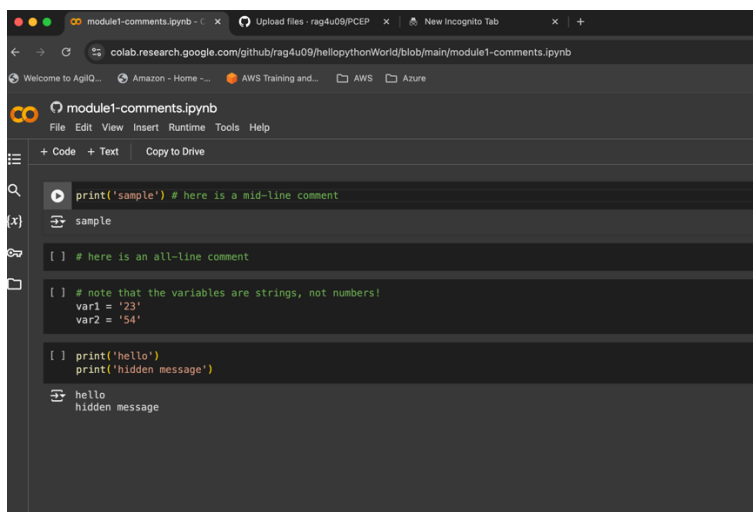 module1-comments.ipynb - C
Upload files · rag4u09/PCEP
New Incognito Tab
colab.research.google.com/github/rag4u09/hellopythonWorld/blob/main/module1-comments.ipynb
Welcome to AgilQ...
Amazon - Home -...
AWS Training and...
AWS
Azure
module1-comments.ipynb
File Edit View Insert Runtime Tools Help
+ Code + Text Copy to Drive
print('sample') # here is a mid-line comment
{x}
sample
[ ] # here is an all-line comment
[ ] # note that the variables are strings, not numbers!
var1 = '23'
var2 = '54'
[ ] print('hello')
print('hidden message')
hello
hidden message